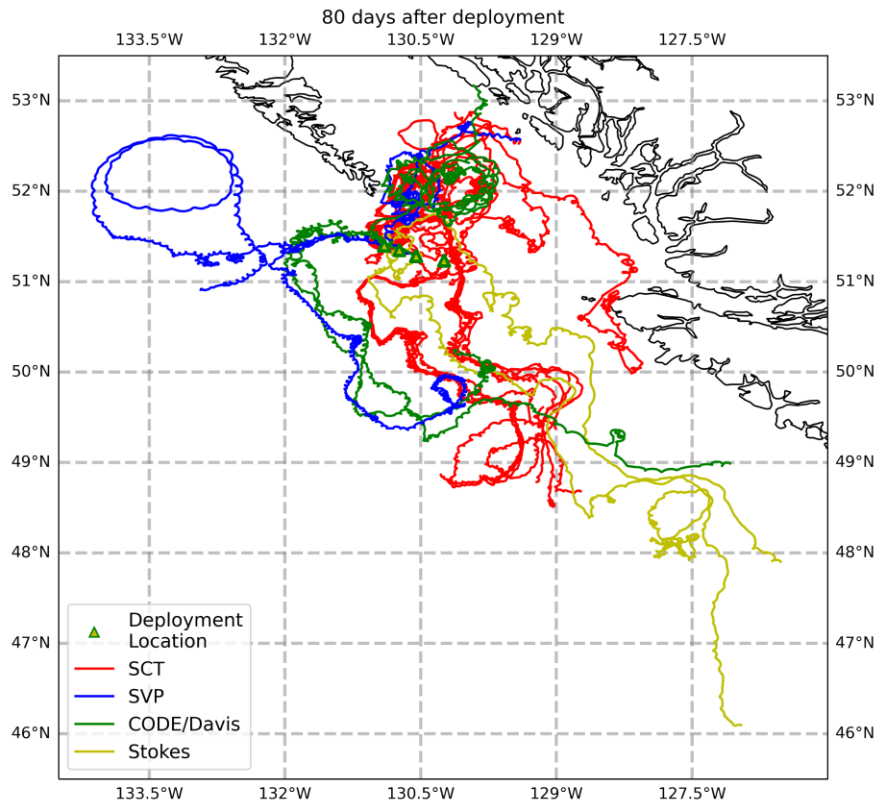 80 days after deployment
133.5°W 132°W 130.5°W 129°W 127.5°W
53°N 53°N
52°N 52°N
51°N 51°N
50°N 50°N
49°N 49°N
48°N 48°N
47°N 47°N
46°N 46°N
Deployment
Location
SCT
SVP
CODE/Davis
Stokes
133.5°W 132°W 130.5°W 129°W 127.5°W